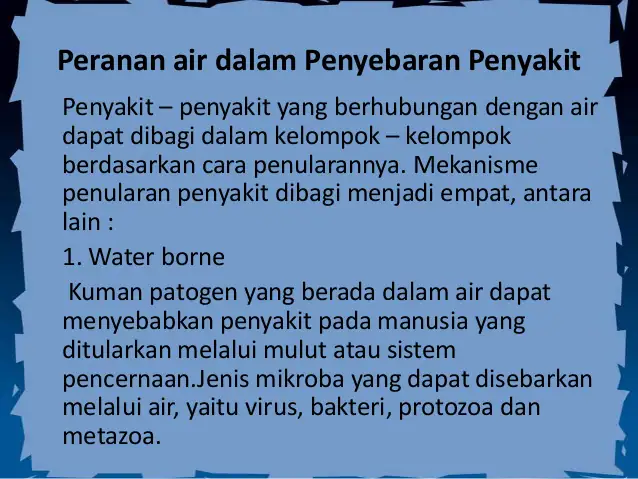 Peranan air dalam Penyebaran Penyakit
Penyakit – penyakit yang berhubungan dengan air
dapat dibagi dalam kelompok – kelompok
berdasarkan cara penularannya. Mekanisme
penularan penyakit dibagi menjadi empat, antara
lain :
1. Water borne
Kuman patogen yang berada dalam air dapat
menyebabkan penyakit pada manusia yang
ditularkan melalui mulut atau sistem
pencernaan.Jenis mikroba yang dapat disebarkan
melalui air, yaitu virus, bakteri, protozoa dan
metazoa.